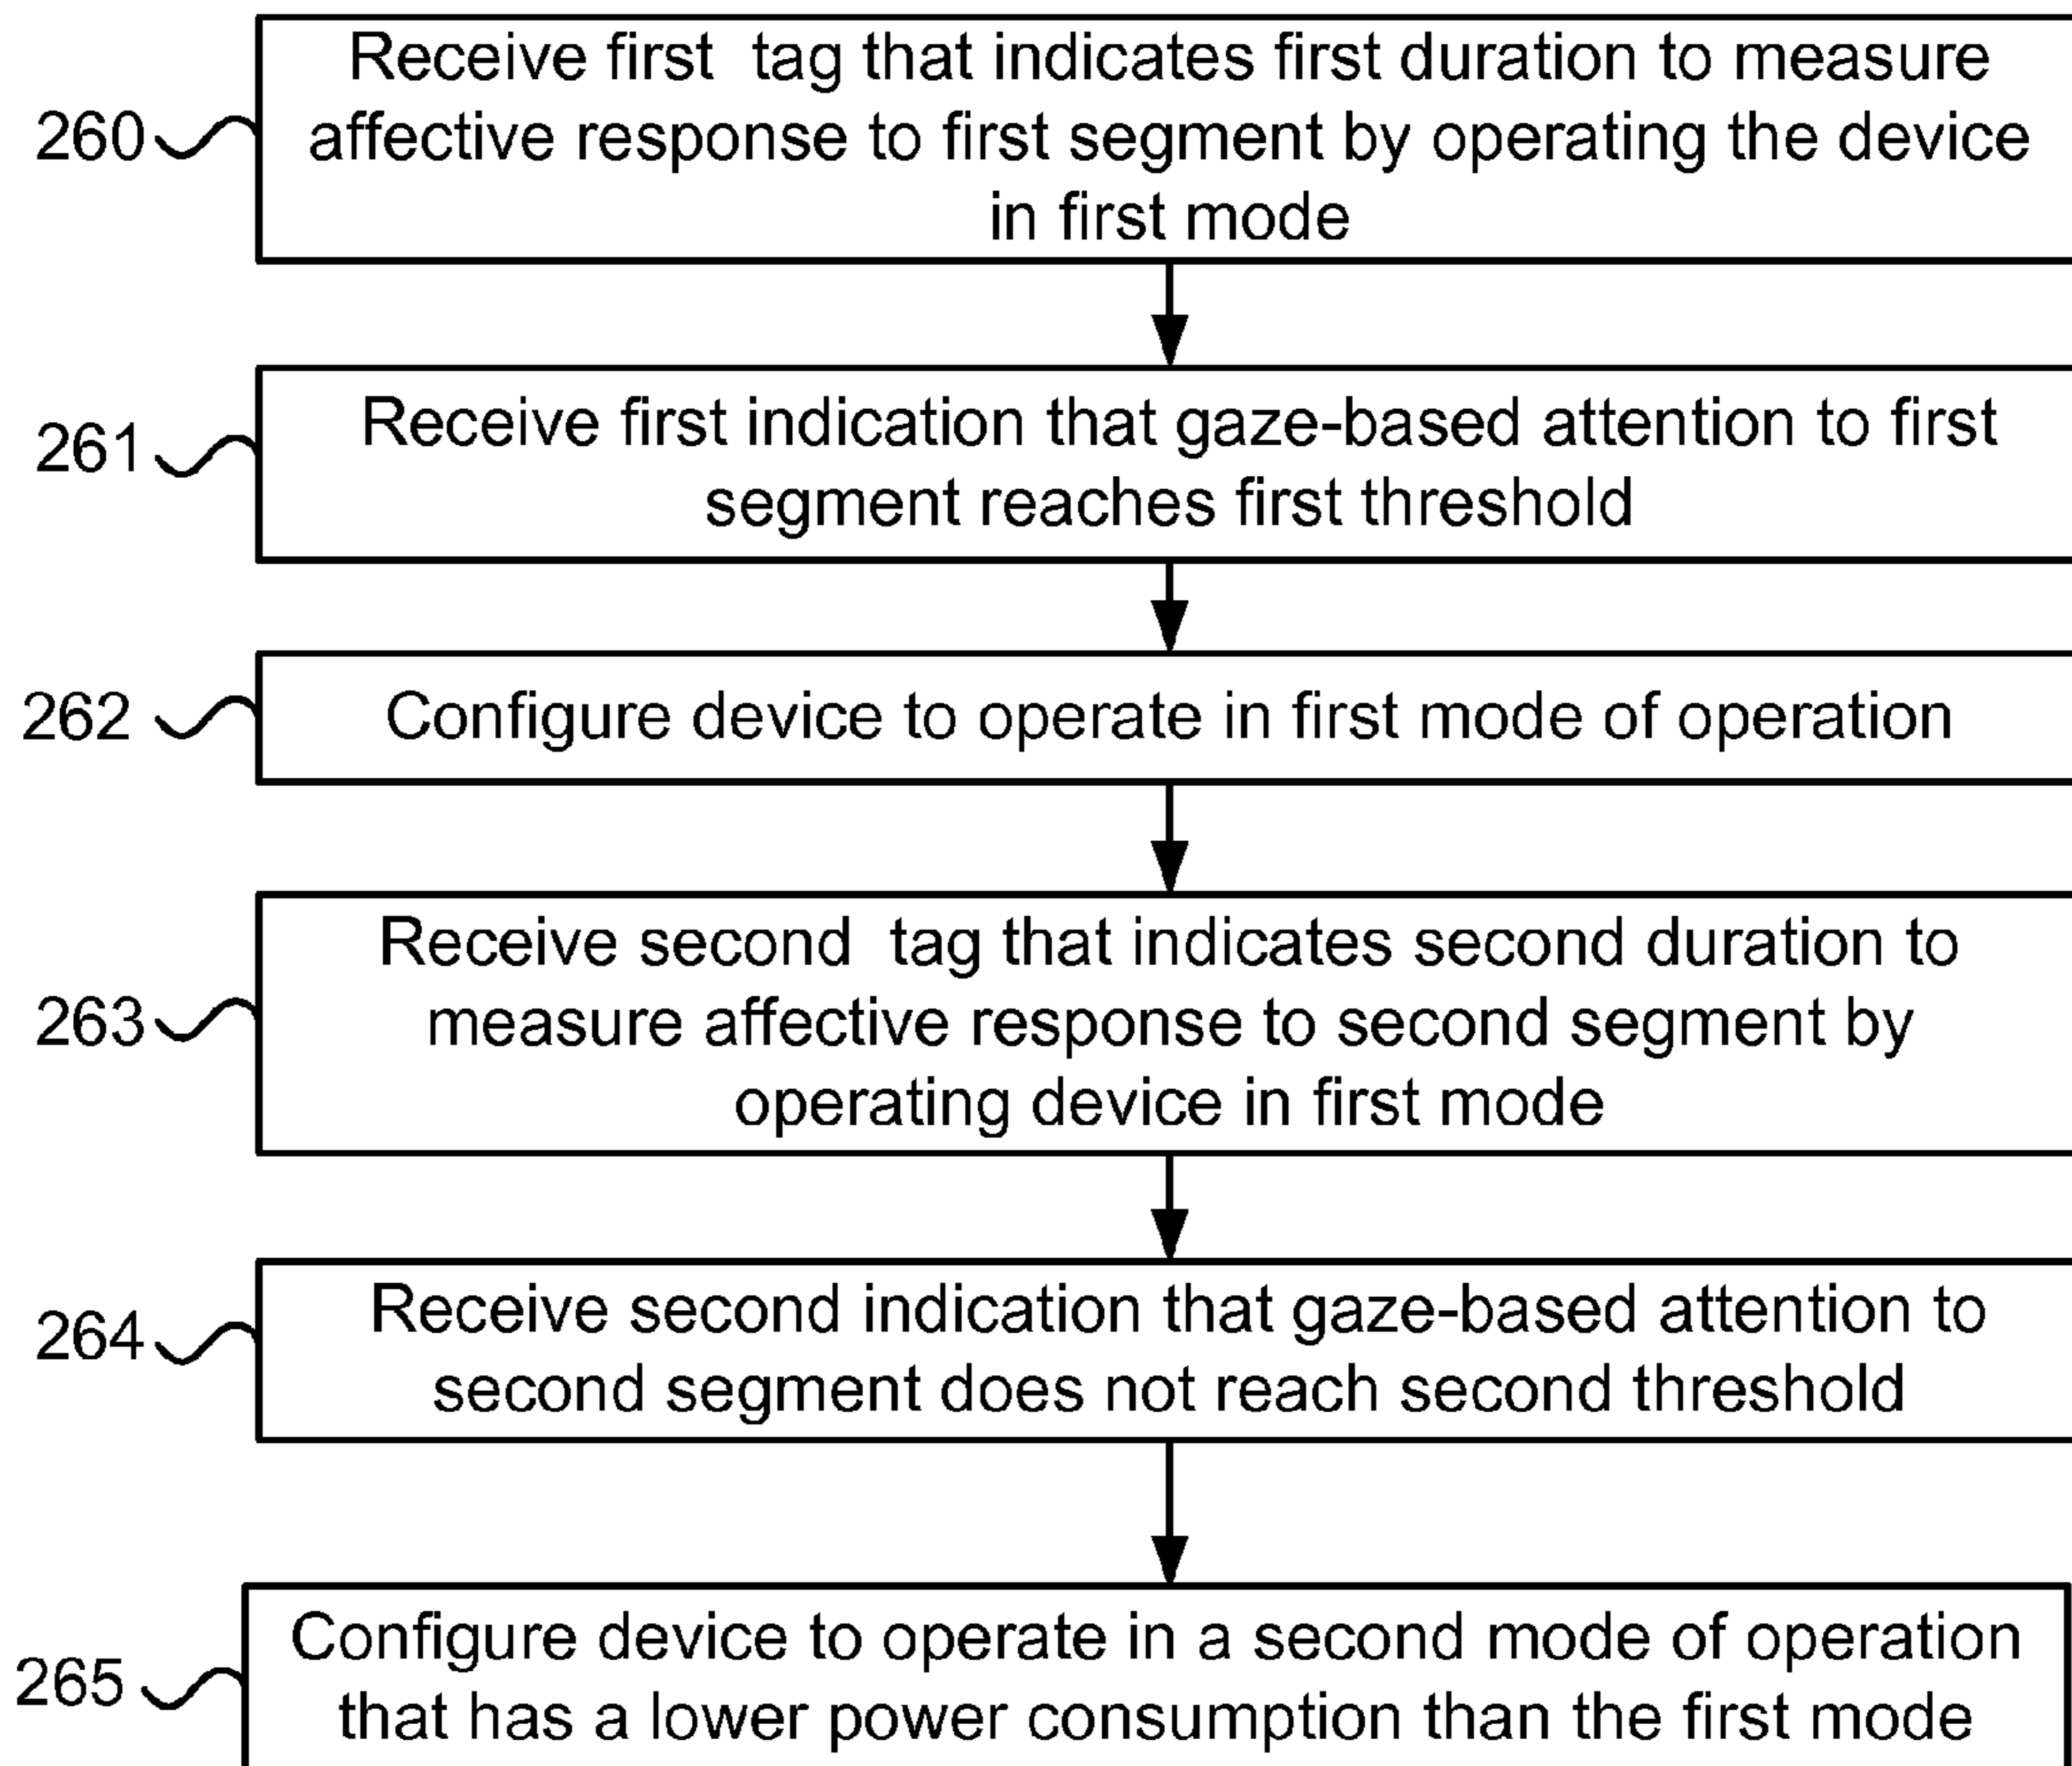 Receive first tag that indicates first duration to measure
260 affective response to first segment by operating the device
in first mode
Receive first indication that gaze-based attention to first
261
segment reaches first threshold
262 Configure device to operate in first mode of operation
Receive second tag that indicates second duration to
263 measure affective response to second segment by
operating device in first mode
Receive second indication that gaze-based attention to
264
second segment does not reach second threshold
Configure device to operate in a second mode of operation
265
that has a lower power consumption than the first mode